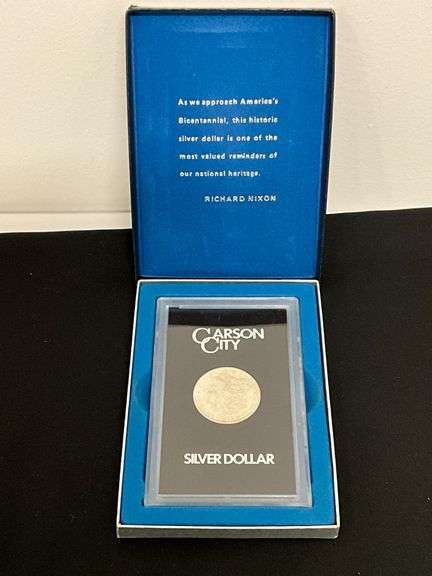 As we approach America's
Bicentennial, this historic
silver dollar is one of the
most valued reminders of
our national heritage.
RICHARD NIXON
CARSON
CITY
SILVER DOLLAR